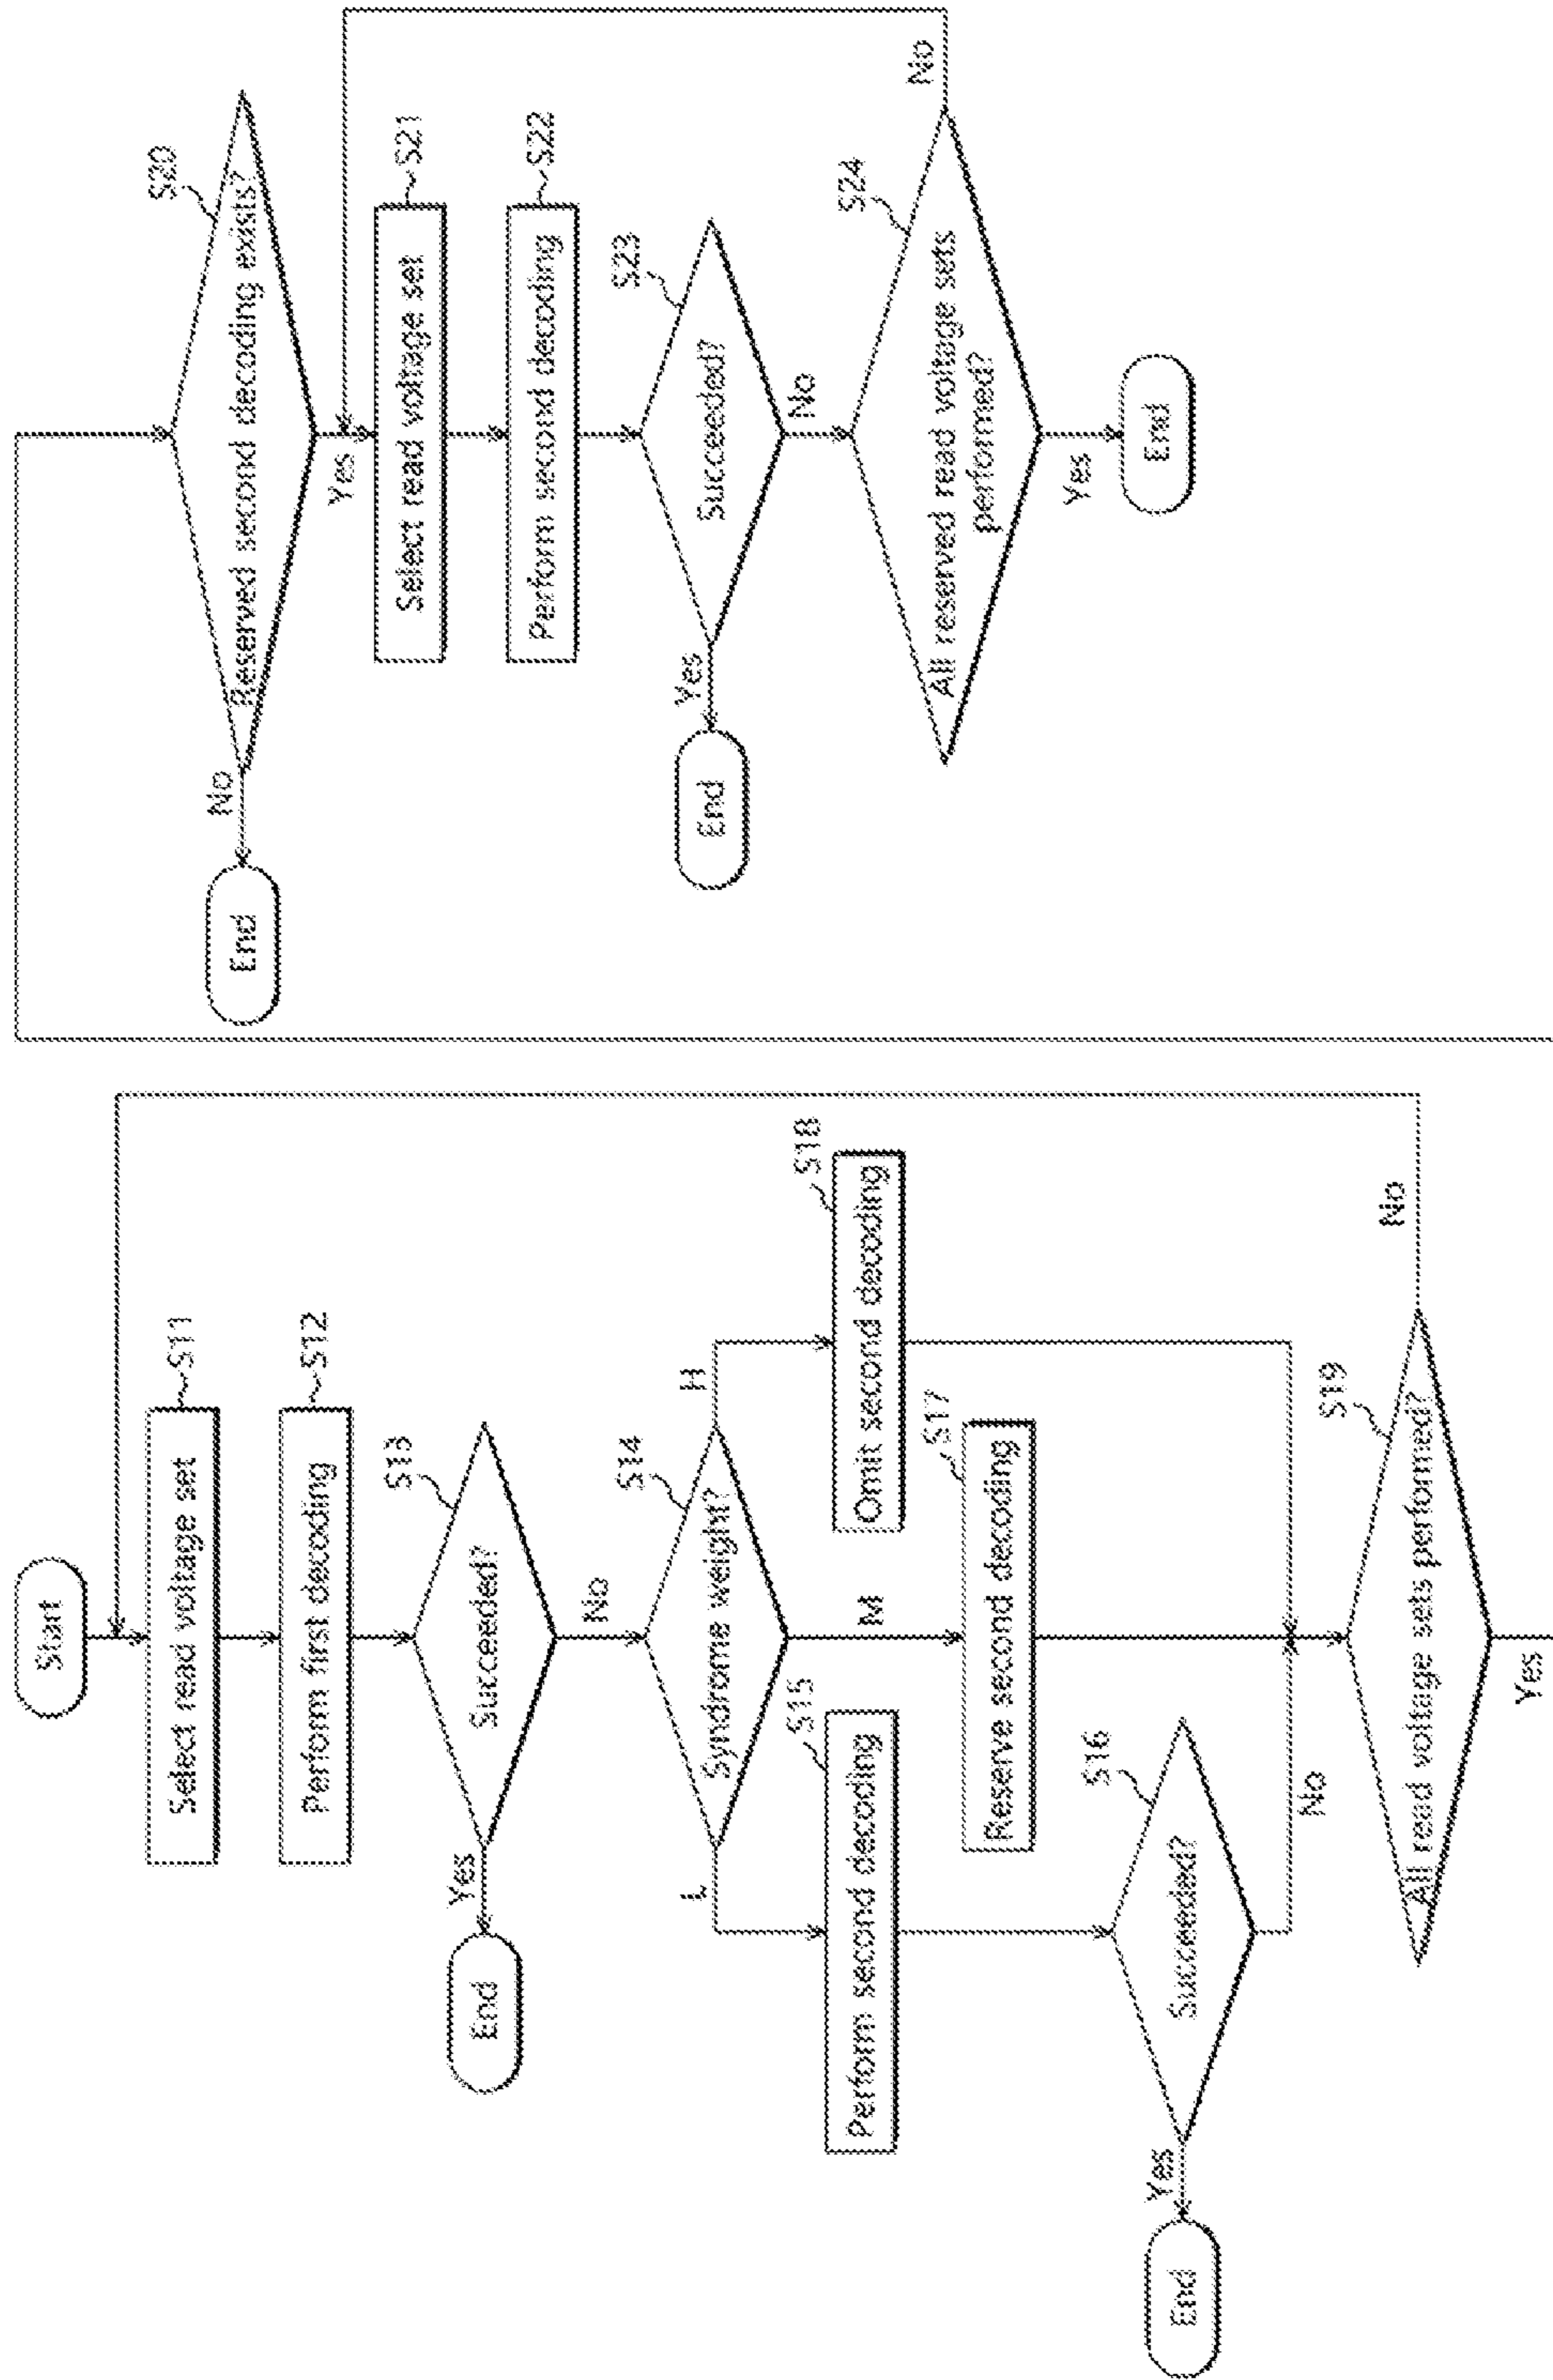 Start
Select read voltage set
S11
Perform first decoding
S12
Succeeded?
S13
Yes
End
No
Syndrome weight?
S14
L
M
H
Perform second decoding
S15
Reserve second decoding
S17
Omit second decoding
S18
Succeeded?
S16
Yes
End
No
All read voltage sets performed?
S19
No
Yes
Reserved second decoding exists?
S20
No
End
Yes
Select read voltage set
S21
Perform second decoding
S22
Succeeded?
S23
Yes
End
No
All reserved read voltage sets
performed?
S24
No
Yes
End